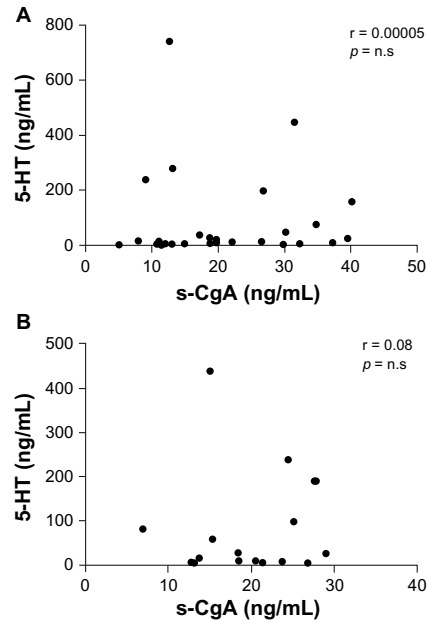 A
r = 0.00005
p = n.s
5-HT (ng/mL)
800
600
400
200
0
0 10 20 30 40 50
s-CgA (ng/mL)
B
r = 0.08
p = n.s
5-HT (ng/mL)
500
400
300
200
100
0
0 10 20 30 40
s-CgA (ng/mL)